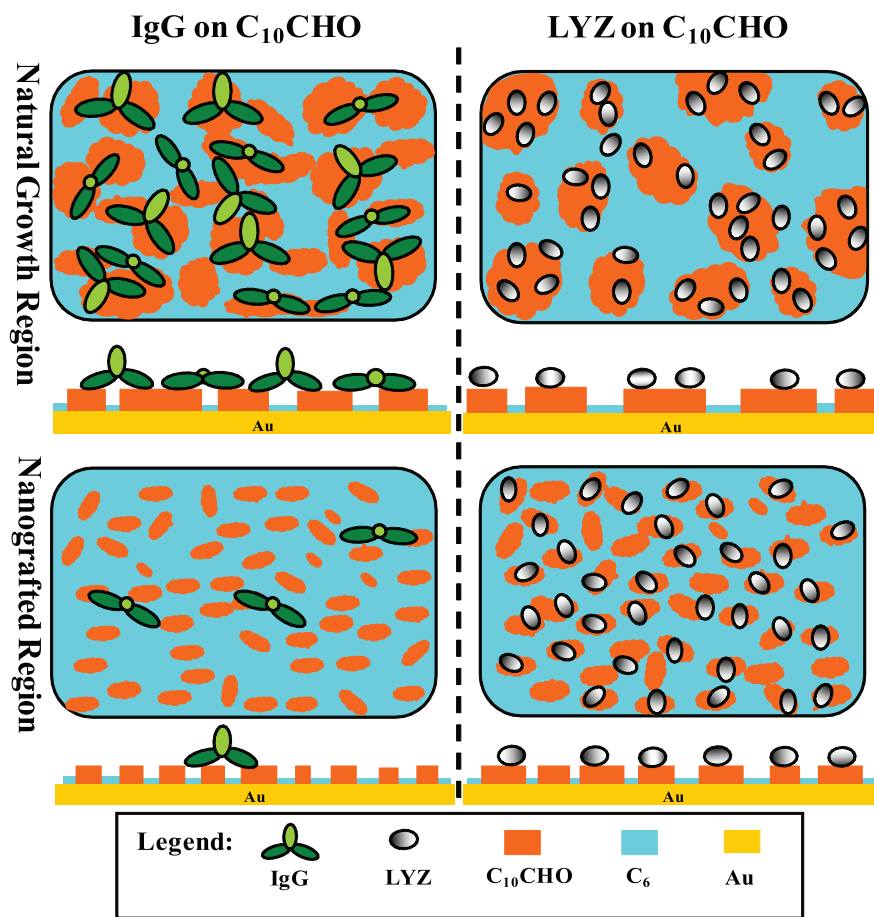 IgG on C₁₀CHO
LYZ on C₁₀CHO
Natural Growth Region
Au
Au
Nanografted Region
Au
Au
Legend:
IgG
LYZ
C₁₀CHO
C₆
Au